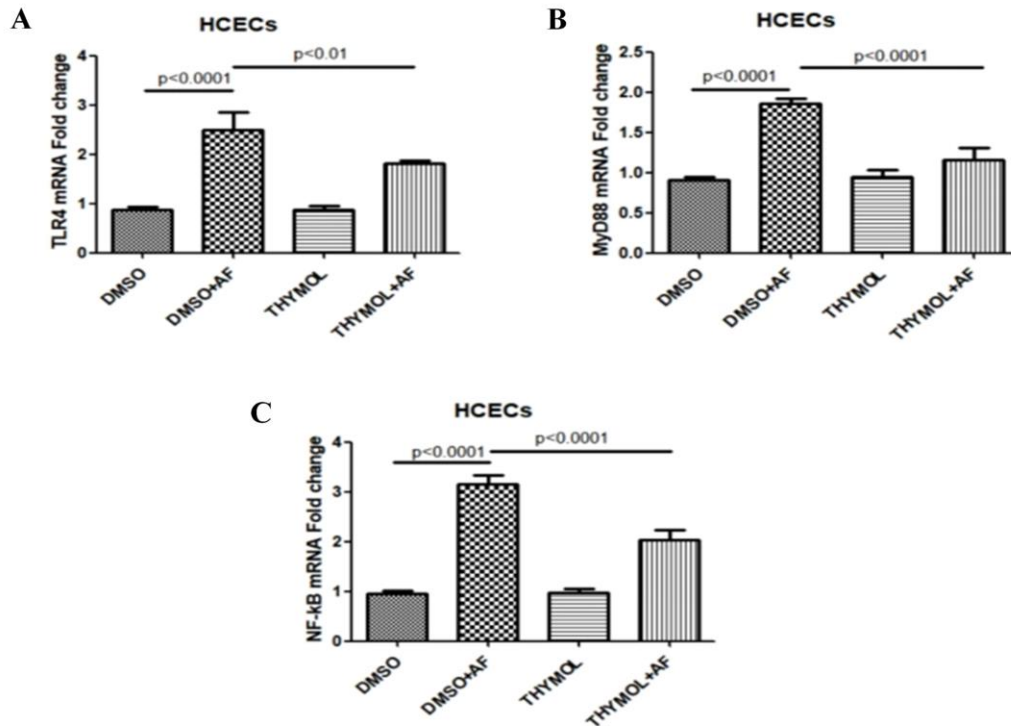 A
HCECs
TLR4 mRNA Fold change
4
3
2
1
0
p<0.0001
p<0.01
DMSO
DMSO+AF
THYMOL
THYMOL+AF
B
HCECs
MyD88 mRNA Fold change
2.5
2.0
1.5
1.0
0.5
0.0
p<0.0001
p<0.0001
DMSO
DMSO+AF
THYMOL
THYMOL+AF
C
HCECs
NF-kB mRNA Fold change
4
3
2
1
0
p<0.0001
p<0.0001
DMSO
DMSO+AF
THYMOL
THYMOL+AF